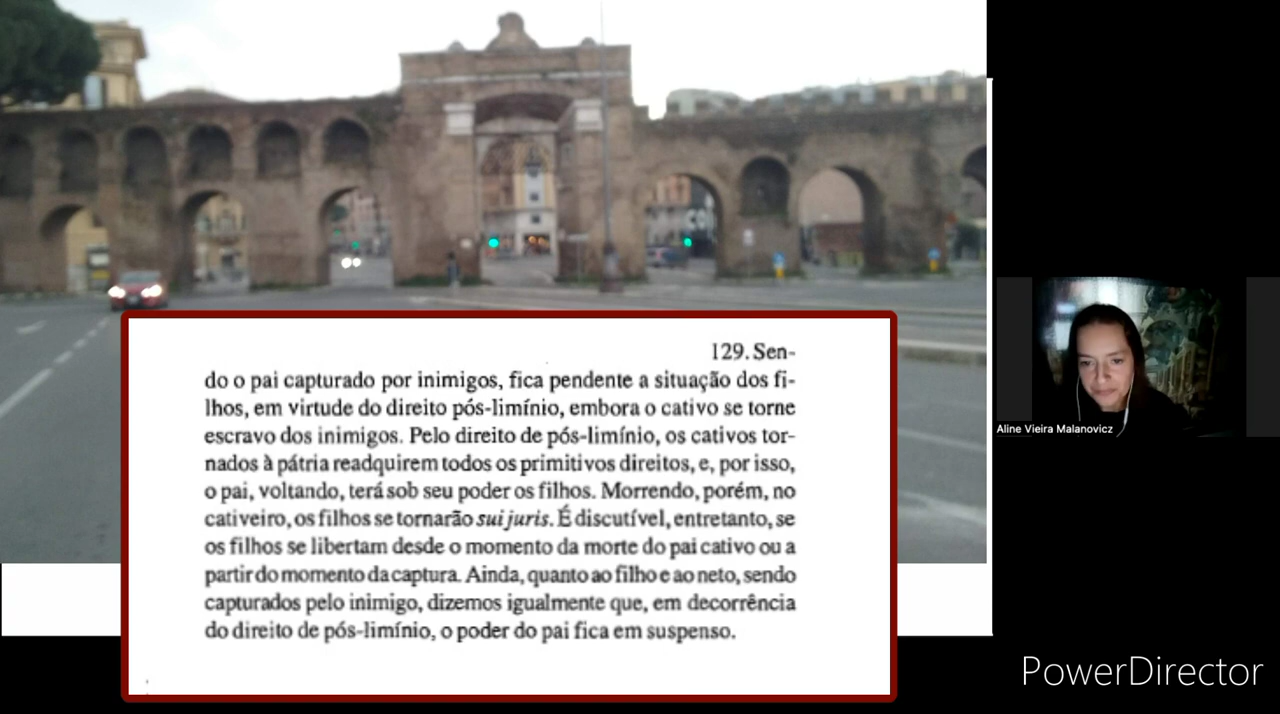 129. Sen-
do o pai capturado por inimigos, fica pendente a situação dos fi-
lhos, em virtude do direito pós-limínio, embora o cativo se torne
escravo dos inimigos. Pelo direito de pós-limínio, os cativos tor-
nados à pátria readquirem todos os primitivos direitos, e, por isso,
o pai, voltando, terá sob seu poder os filhos. Morrendo, porém, no
cativeiro, os filhos se tornarão sui juris. É discutível, entretanto, se
os filhos se libertam desde o momento da morte do pai cativo ou a
partir do momento da captura. Ainda, quanto ao filho e ao neto, sendo
capturados pelo inimigo, dizemos igualmente que, em decorrência
do direito de pós-limínio, o poder do pai fica em suspenso.
Aline Vieira Malanovicz
PowerDirector